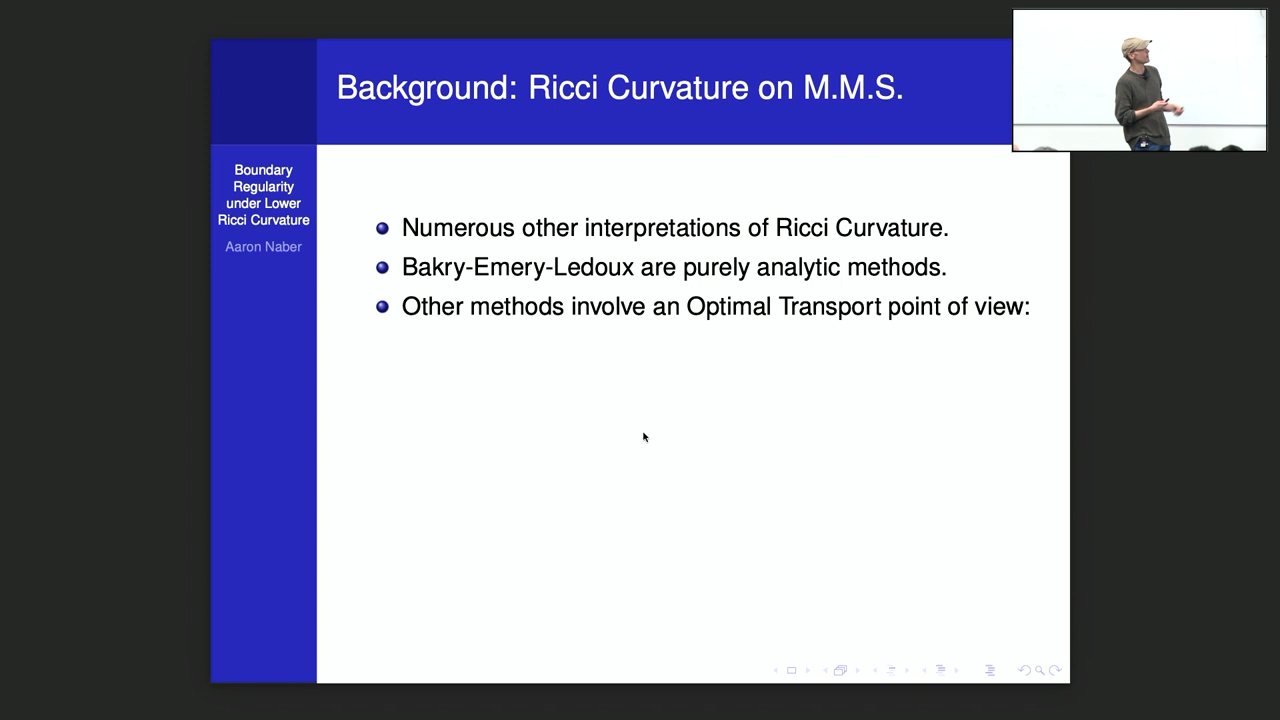 Background: Ricci Curvature on M.M.S.
Boundary
Regularity
under Lower
Ricci Curvature
Aaron Naber
Numerous other interpretations of Ricci Curvature.
Bakry-Emery-Ledoux are purely analytic methods.
Other methods involve an Optimal Transport point of view: